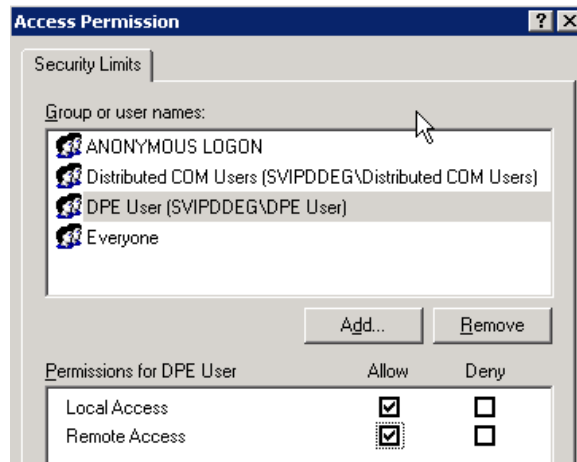 Access Permission
Security Limits
Group or user names:
ANONYMOUS LOGON
Distributed COM Users (SVIPDDEG\Distributed COM Users)
DPE User (SVIPDDEG\DPE User)
Everyone
Add... Remove
Permissions for DPE User Allow Deny
Local Access
Remote Access